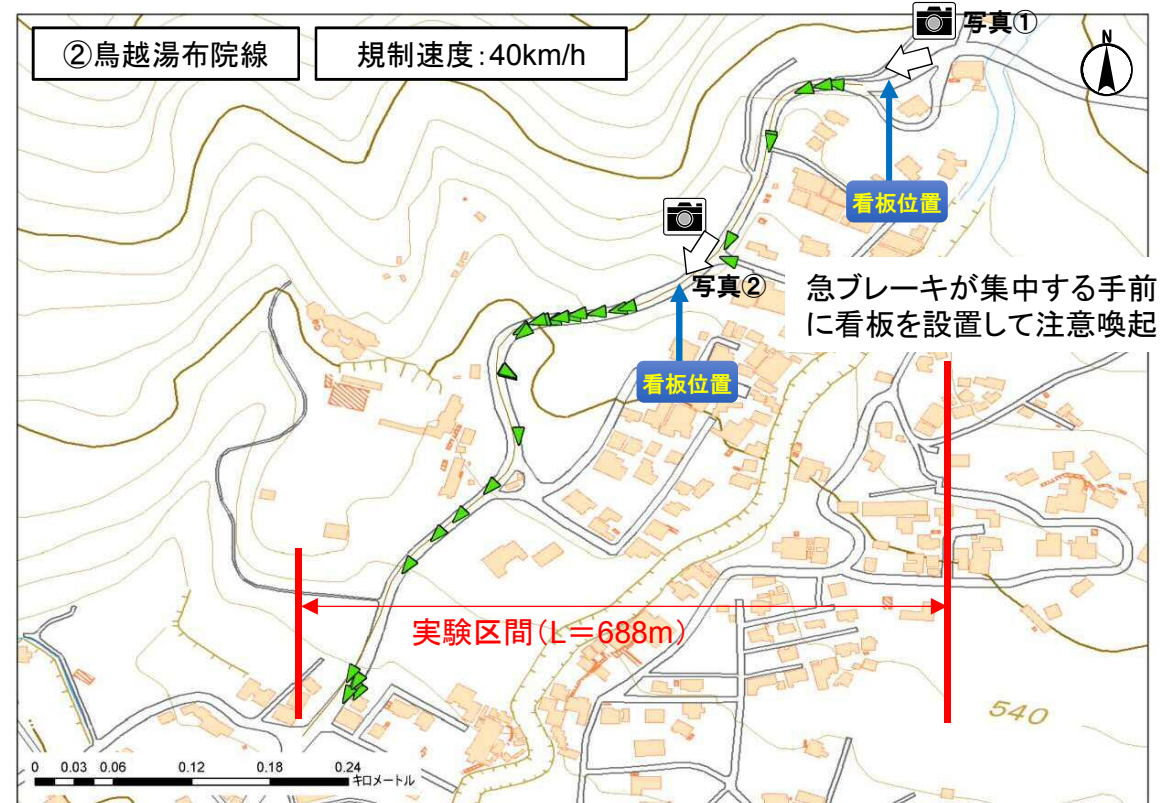 ②鳥越湯布院線
規制速度:40km/h
写真①
N
看板位置
写真②
急ブレーキが集中する手前
に看板を設置して注意喚起
看板位置
実験区間(L=688m)
540
0 0.03 0.06 0.12 0.18 0.24
キロメートル